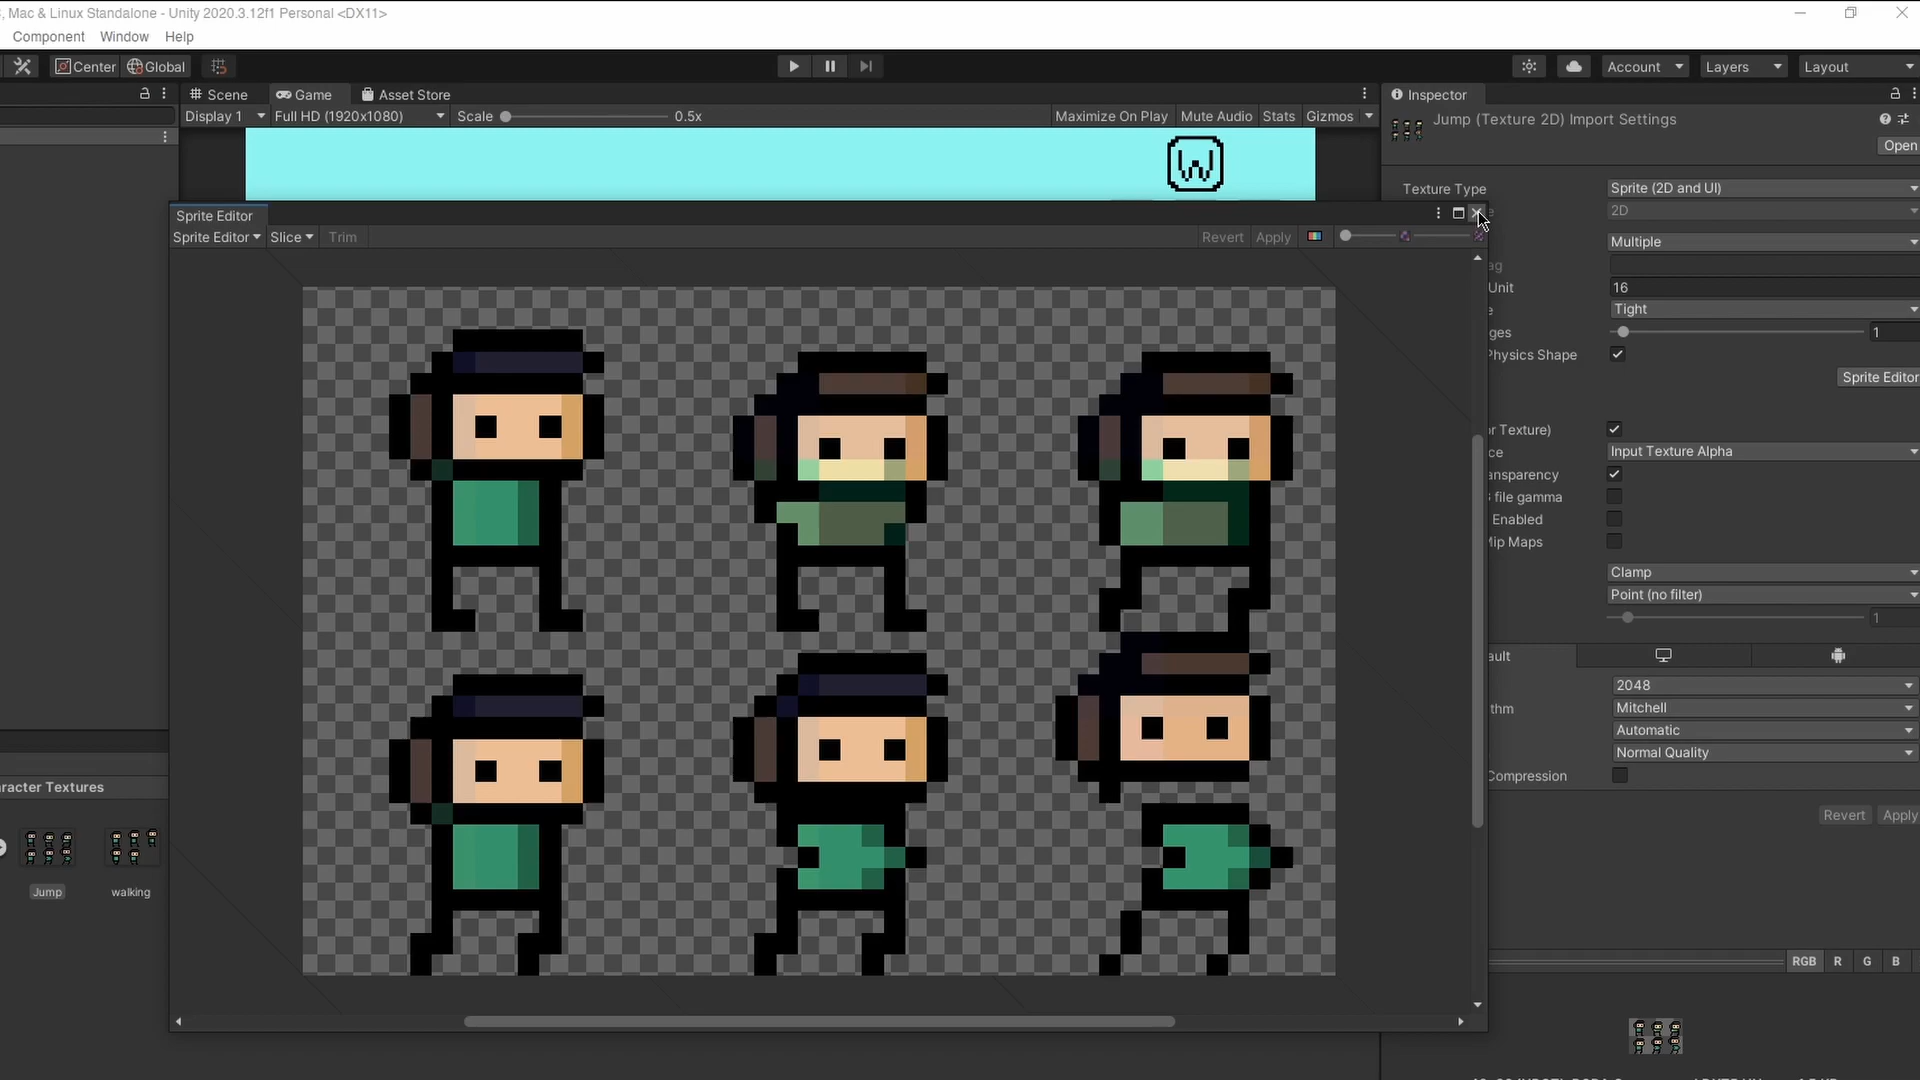 , Mac & Linux Standalone - Unity 2020.3.12f1 Personal <DX11>
Component Window Help
Center Global
Account Layers Layout
Scene Game Asset Store
Inspector
Display 1 Full HD (1920x1080) Scale 0.5x Maximize On Play Mute Audio Stats Gizmos
Jump (Texture 2D) Import Settings
Open
W
Texture Type Sprite (2D and UI)
2D
Sprite Editor
Sprite Editor Slice Trim Revert Apply
Multiple
ag
Unit 16
e Tight
ges 1
Physics Shape
Sprite Editor
or Texture)
ce Input Texture Alpha
ansparency
file gamma
Enabled
Mip Maps
Clamp
Point (no filter)
1
ault
2048
thm Mitchell
Automatic
Normal Quality
Compression
Revert Apply
racter Textures
Jump walking
RGB R G B